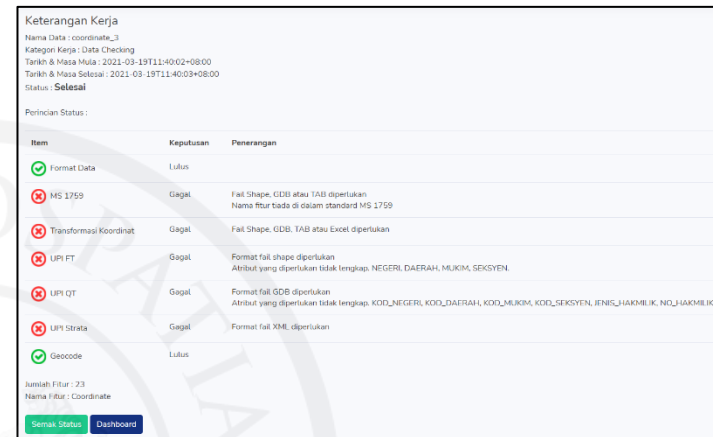 Keterangan Kerja
Nama Data : coordinate_3
Kategori Kerja : Data Checking
Tarikh & Masa Mula : 2021-03-19T11:40:02+08:00
Tarikh & Masa Selesai : 2021-03-19T11:40:03+08:00
Status : Selesai
Perincian Status :
Item Keputusan Penerangan
Format Data Lulus
MS 1759 Gagal Fail Shape, GDB atau TAB diperlukan
Nama fitur tiada di dalam standard MS 1759
Transformasi Koordinat Gagal Fail Shape, GDB, TAB atau Excel diperlukan
UPI FT Gagal Format fail shape diperlukan
Atribut yang diperlukan tidak lengkap. NEGERI, DAERAH, MUKIM, SEKSYEN.
UPI QT Gagal Format fail GDB diperlukan
Atribut yang diperlukan tidak lengkap. KOD_NEGERI, KOD_DAERAH, KOD_MUKIM, KOD_SEKSYEN, JENIS_HAKMILIK, NO_HAKMILIK
UPI Strata Gagal Format fail XML diperlukan
Geocode Lulus
Jumlah Fitur : 23
Nama Fitur : Coordinate
Semak Status Dashboard